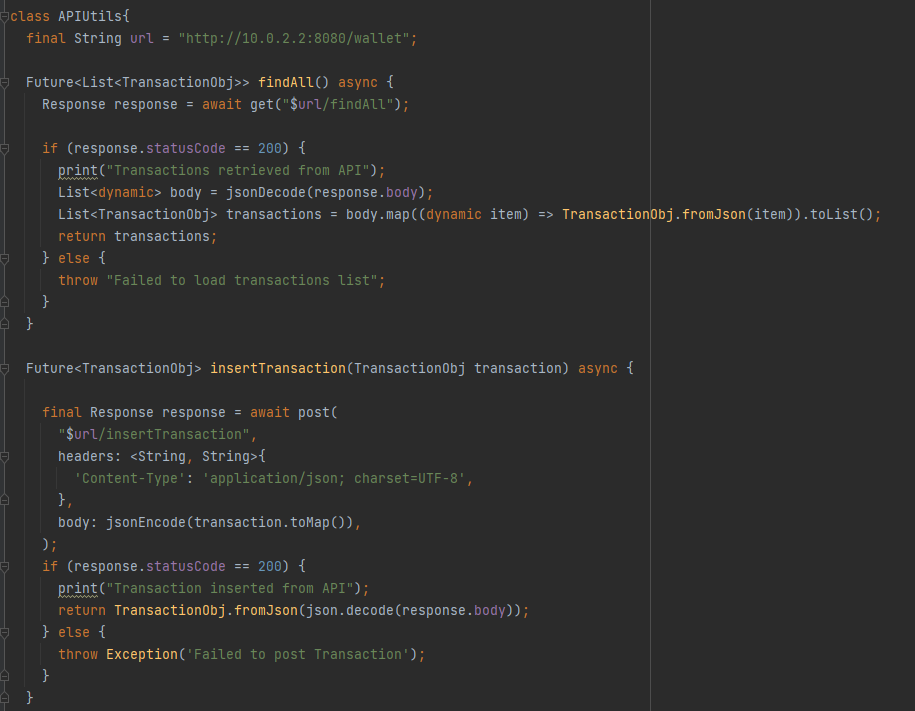 class APIUtils{
  final String url = "http://10.0.2.2:8080/wallet";
  Future<List<TransactionObj>> findAll() async {
    Response response = await get("$url/findAll");
    if (response.statusCode == 200) {
      print("Transactions retrieved from API");
      List<dynamic> body = jsonDecode(response.body);
      List<TransactionObj> transactions = body.map((dynamic item) => TransactionObj.fromJson(item)).toList();
      return transactions;
    } else {
      throw "Failed to load transactions list";
    }
  }
  Future<TransactionObj> insertTransaction(TransactionObj transaction) async {
    final Response response = await post(
      "$url/insertTransaction",
      headers: <String, String>{
        'Content-Type': 'application/json; charset=UTF-8',
      },
      body: jsonEncode(transaction.toMap()),
    );
    if (response.statusCode == 200) {
      print("Transaction inserted from API");
      return TransactionObj.fromJson(json.decode(response.body));
    } else {
      throw Exception('Failed to post Transaction');
    }
  }